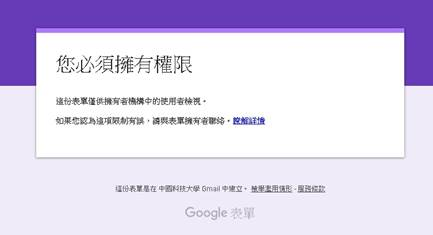 您必須擁有權限
這份表單僅供擁有者機構中的使用者檢視。
如果您認為這項限制有誤，請與表單擁有者聯絡。瞭解詳情
這份表單是在 中國科技大學 Gmail 中建立。 檢舉濫用情形 - 服務條款
Google 表單